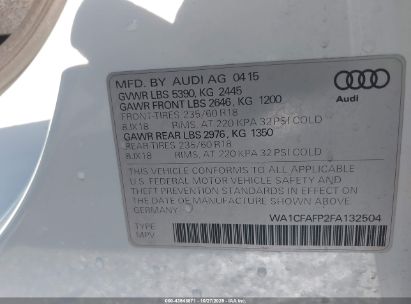 MFD. BY AUDI AG 04 15
GVWR LBS 5390, KG 2445
GAWR FRONT LBS 2646, KG 1200
FRONT-TIRES 235/60 R18
8JX18 RIMS, AT 220 KPA 32 PSI COLD
GAWR REAR LBS 2976, KG 1350
REAR TIRES 235/60 R18
8JX18 RIMS, AT 220 KPA 32 PSI COLD
Audi
THIS VEHICLE CONFORMS TO ALL APPLICABLE
U.S. FEDERAL MOTOR VEHICLE SAFETY
STANDARDS IN EFFECT ON
THE DATE OF MANUFACTURE SHOWN ABOVE
GERMANY
WA1CFAFP2FA132504
TYPE
MPV